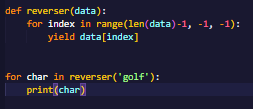 def reverser(data):
    for index in range(len(data)-1, -1, -1):
        yield data[index]
for char in reverser('golf'):
    print(char)